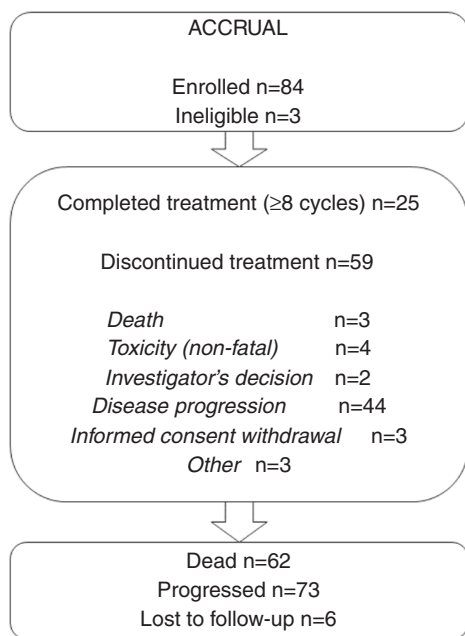 ACCRUAL
Enrolled n=84
Ineligible n=3
Completed treatment (≥8 cycles) n=25
Discontinued treatment n=59
Death n=3
Toxicity (non-fatal) n=4
Investigator's decision n=2
Disease progression n=44
Informed consent withdrawal n=3
Other n=3
Dead n=62
Progressed n=73
Lost to follow-up n=6